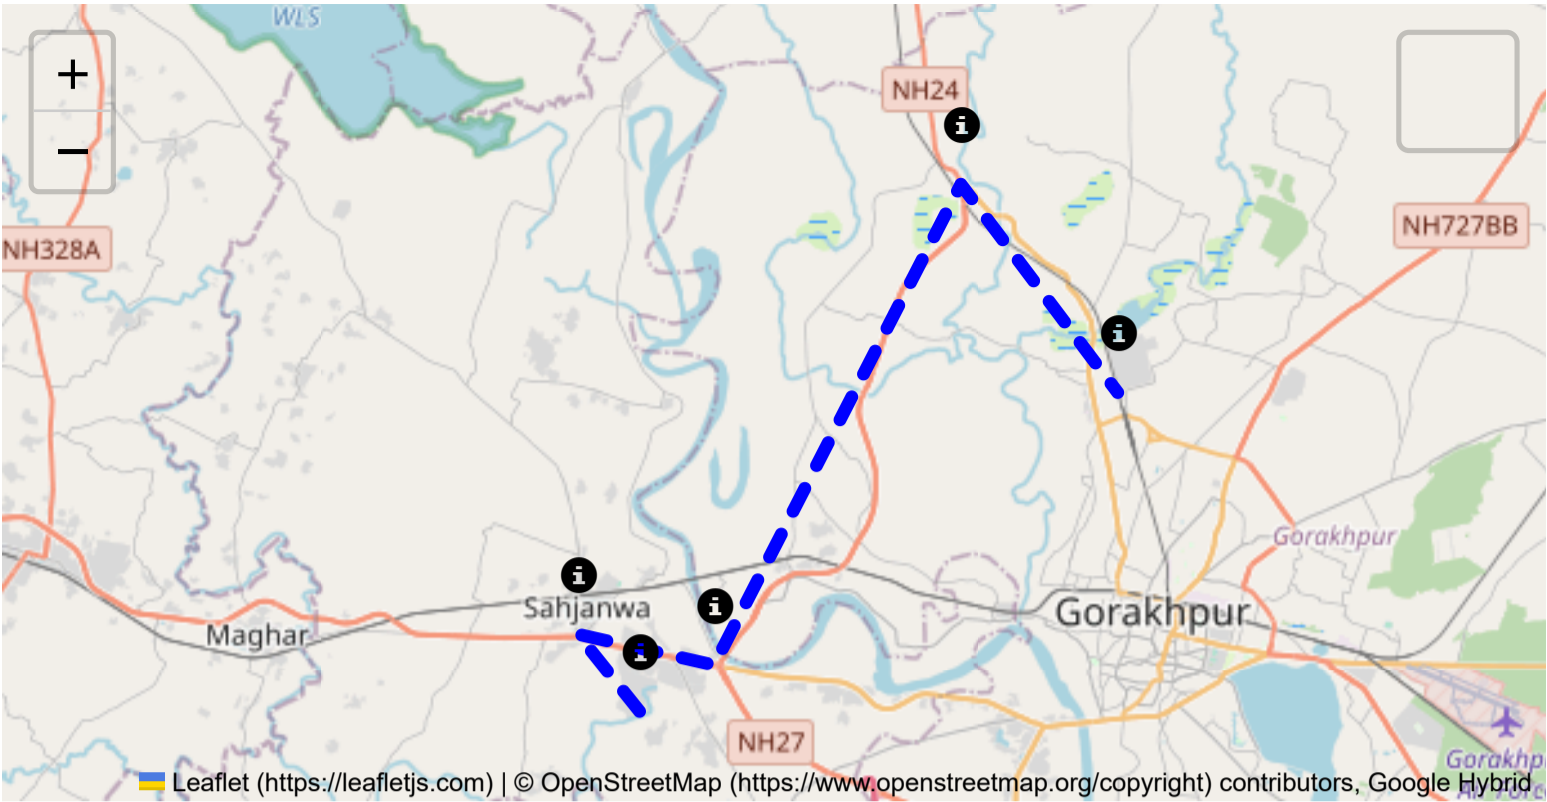 WLS
+
−
NH24
NH328A
NH727BB
Gorakhpur
Sahjanwa
Maghar
Gorakhpur
NH27
Leaflet (https://leafletjs.com) | © OpenStreetMap (https://www.openstreetmap.org/copyright) contributors, Google Hybrid